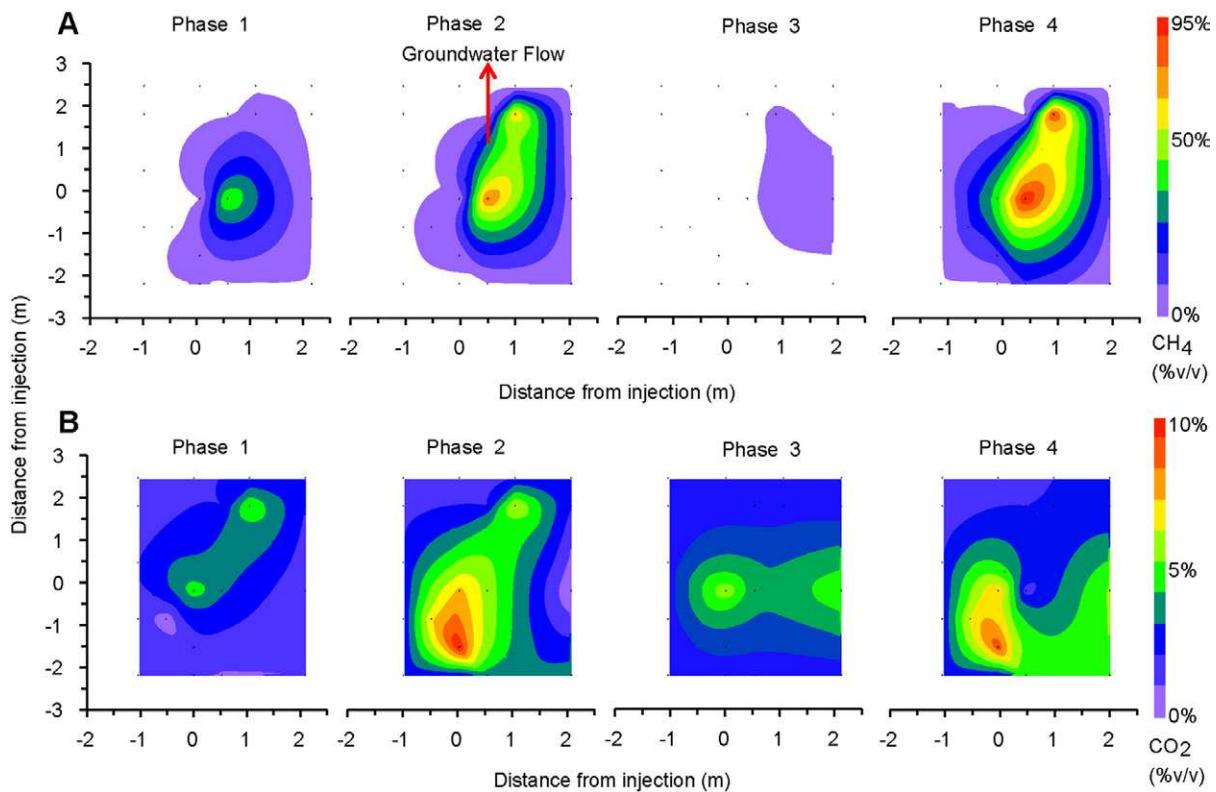 A
Phase 1
Phase 2
Phase 3
Phase 4
Groundwater Flow
95%
50%
0%
CH4
(%v/v)
3
2
1
0
-1
-2
-3
-2 -1 0 1 2
-2 -1 0 1 2
-2 -1 0 1 2
-2 -1 0 1 2
Distance from injection (m)
Distance from injection (m)
B
Phase 1
Phase 2
Phase 3
Phase 4
10%
5%
0%
CO2
(%v/v)
3
2
1
0
-1
-2
-3
-2 -1 0 1 2
-2 -1 0 1 2
-2 -1 0 1 2
-2 -1 0 1 2
Distance from injection (m)